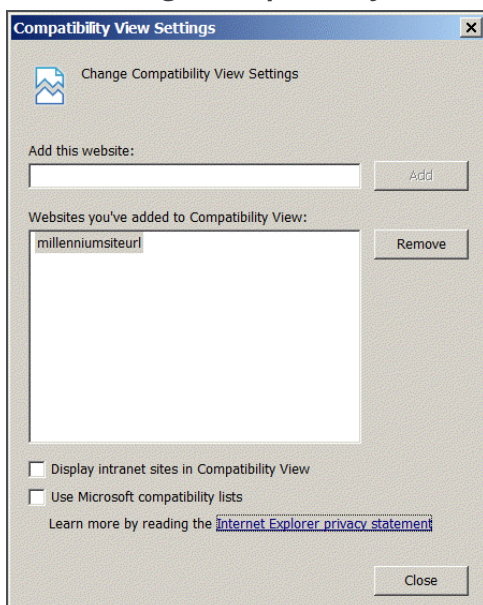 Compatibility View Settings
Change Compatibility View Settings
Add this website:
Add
Websites you've added to Compatibility View:
millenniumsiteurl
Remove
Display intranet sites in Compatibility View
Use Microsoft compatibility lists
Learn more by reading the Internet Explorer privacy statement
Close